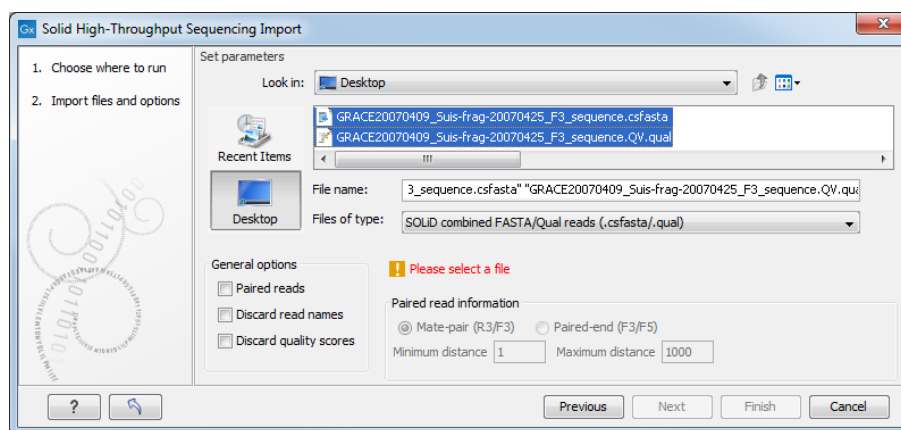 Gx Solid High-Throughput Sequencing Import
1. Choose where to run
2. Import files and options
Set parameters
Look in: Desktop
GRACE20070409_Suis-frag-20070425_F3_sequence.csfasta
GRACE20070409_Suis-frag-20070425_F3_sequence.QV.qual
Recent Items
Desktop
File name: 3_sequence.csfasta" "GRACE20070409_Suis-frag-20070425_F3_sequence.QV.qua
Files of type: SOLiD combined FASTA/Qual reads (.csfasta/.qual)
General options
Paired reads
Discard read names
Discard quality scores
! Please select a file
Paired read information
Mate-pair (R3/F3) Paired-end (F3/F5)
Minimum distance 1 Maximum distance 1000
? Previous Next Finish Cancel